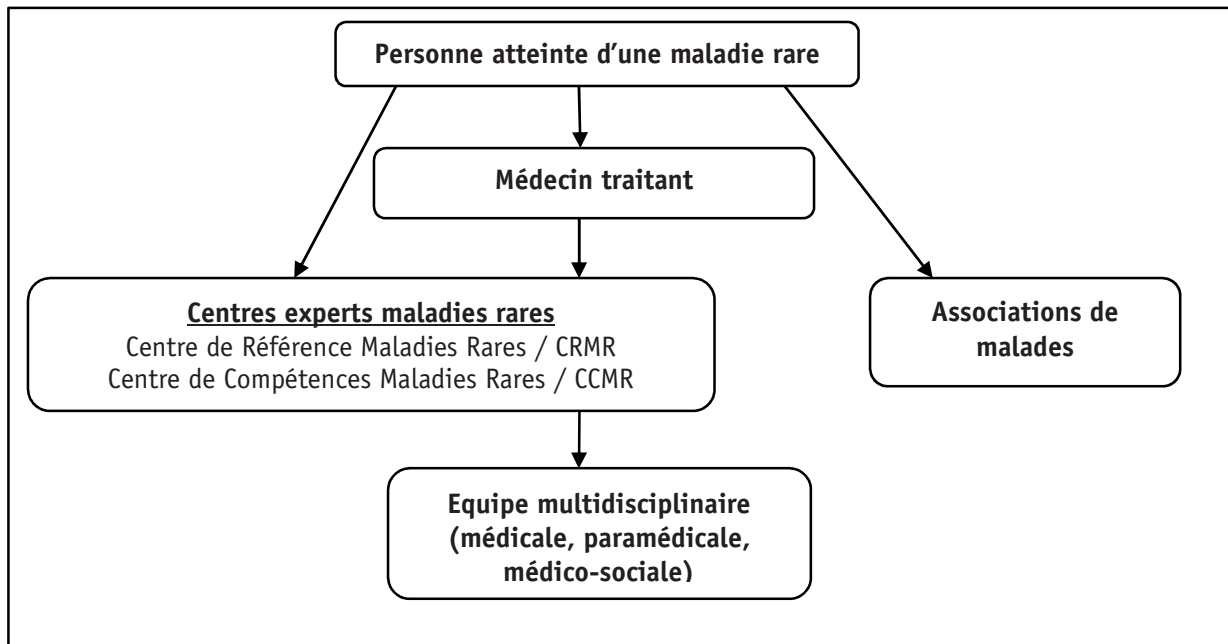 Personne atteinte d’une maladie rare
Médecin traitant
Centres experts maladies rares
Centre de Référence Maladies Rares / CRMR
Centre de Compétences Maladies Rares / CCMR
Associations de
malades
Equipe multidisciplinaire
(médicale, paramédicale,
médico-sociale)